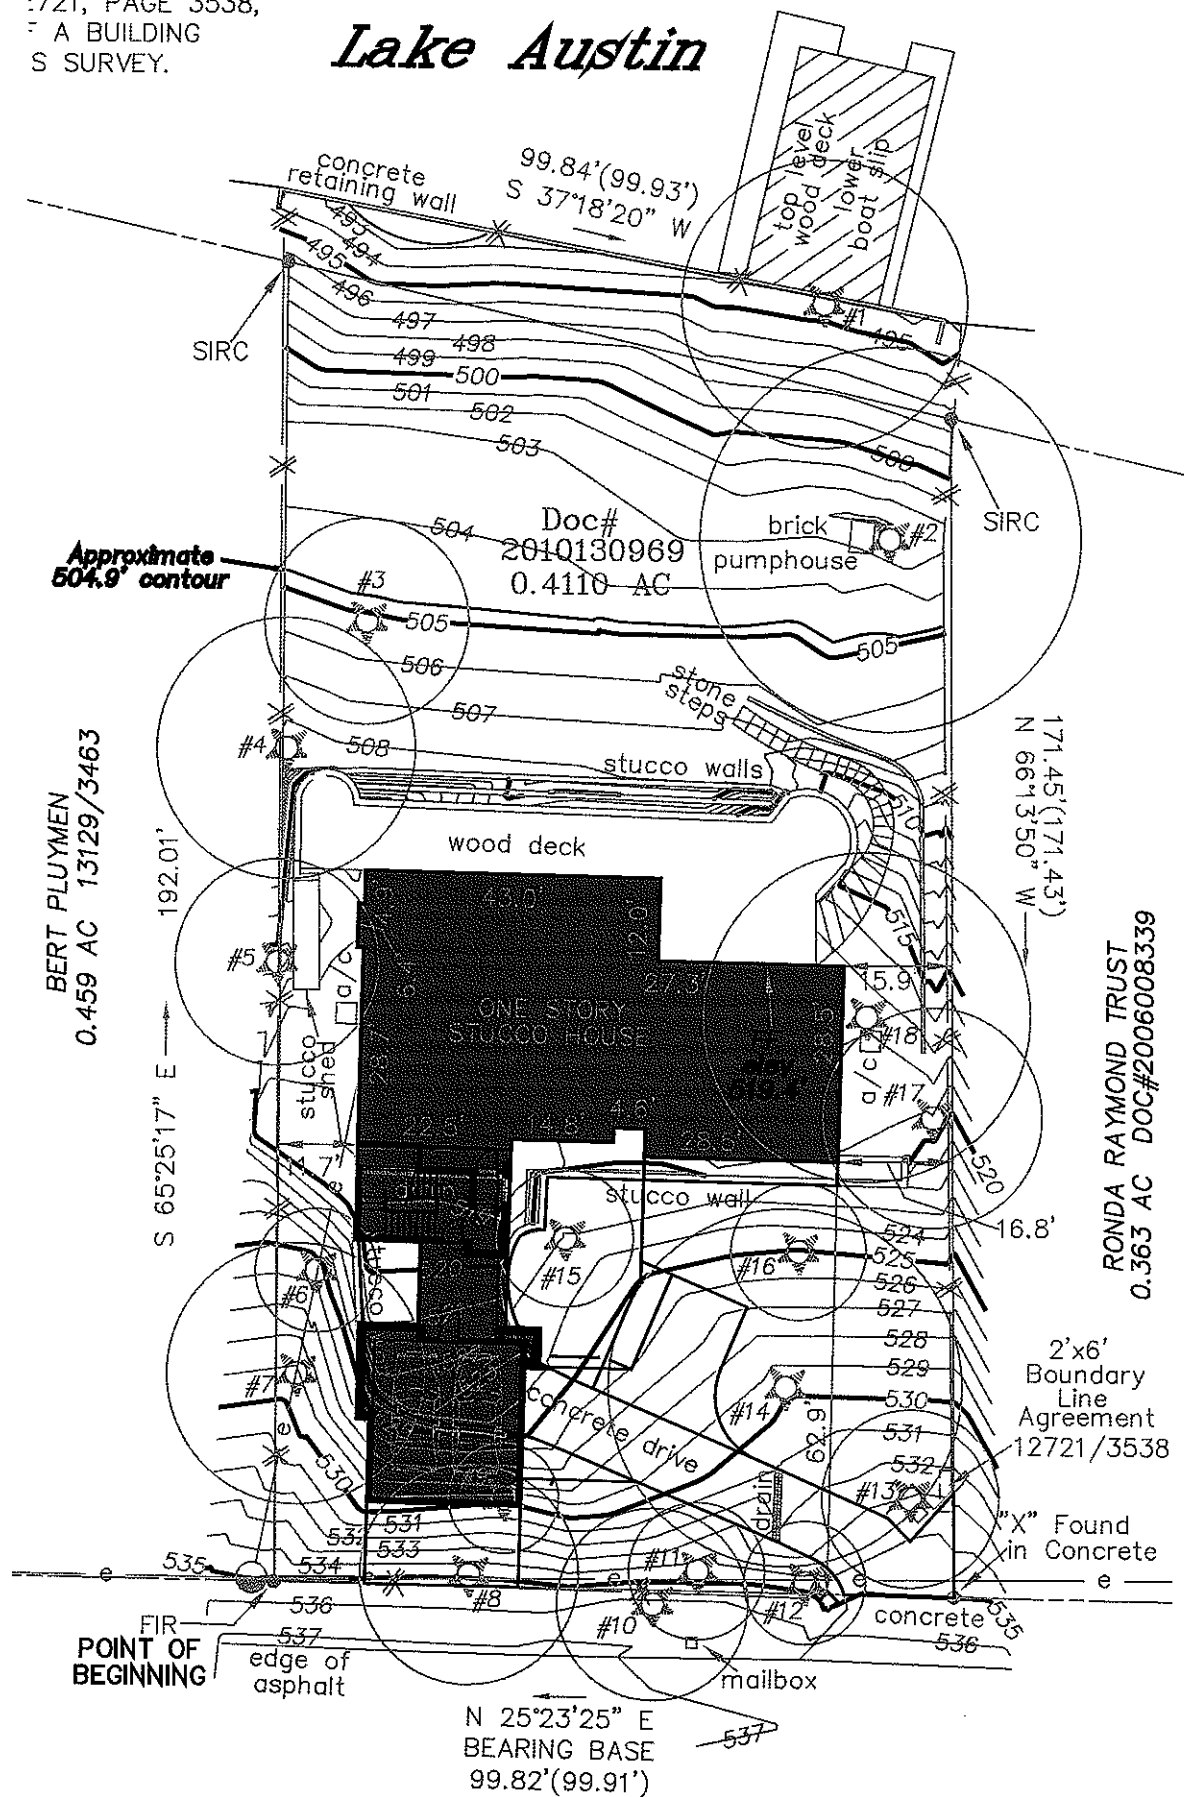 :721, PAGE 3538,
A BUILDING
S SURVEY.
Lake Austin
concrete
retaining wall
99.84'(99.93')
S 37°18'20" W
top level
wood deck
lower
boat slip
495
494
495
496
497
498
499
500
501
502
503
#1
495
500
SIRC
SIRC
504
Doc#
2010130969
0.4110 AC
brick
pumphouse
#2
Approximate
504.9' contour
#3
505
505
506
507
508
#4
stone
steps
stucco walls
510
515
wood deck
BERT PLUYMEN
0.459 AC 13129/3463
S 65°25'17" E
192.01'
171.45'(171.43')
N 66°13'50" W
RONDA RAYMOND TRUST
0.363 AC DOC#2006008339
43.0'
27.3'
ONE STORY
STUCCO HOUSE
15.9'
#5
a/c
stucco
shed
#18
a/c
#17
4.6'
14.8'
520
16.8'
stucco wall
#6
#15
#16
524
525
526
527
528
529
530
531
532
#7
e
530
concrete drive
#14
62.9'
drain
#13
2'x6'
Boundary
Line
Agreement
12721/3538
"X" Found
in Concrete
532
531
533
534
535
e
e
e
e
#8
#11
#10
#12
concrete
535
536
536
537
FIR
POINT OF
BEGINNING
edge of
asphalt
mailbox
N 25°23'25" E
BEARING BASE
99.82'(99.91')
537